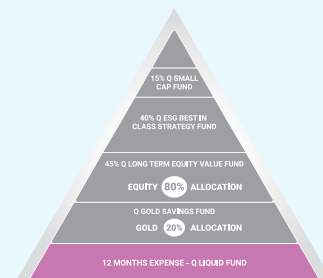 15% Q SMALL
CAP FUND
40% Q ESG BEST IN
CLASS STRATEGY FUND
45% Q LONG TERM EQUITY VALUE FUND
EQUITY 80% ALLOCATION
Q GOLD SAVINGS FUND
GOLD 20% ALLOCATION
12 MONTHS EXPENSE – Q LIQUID FUND